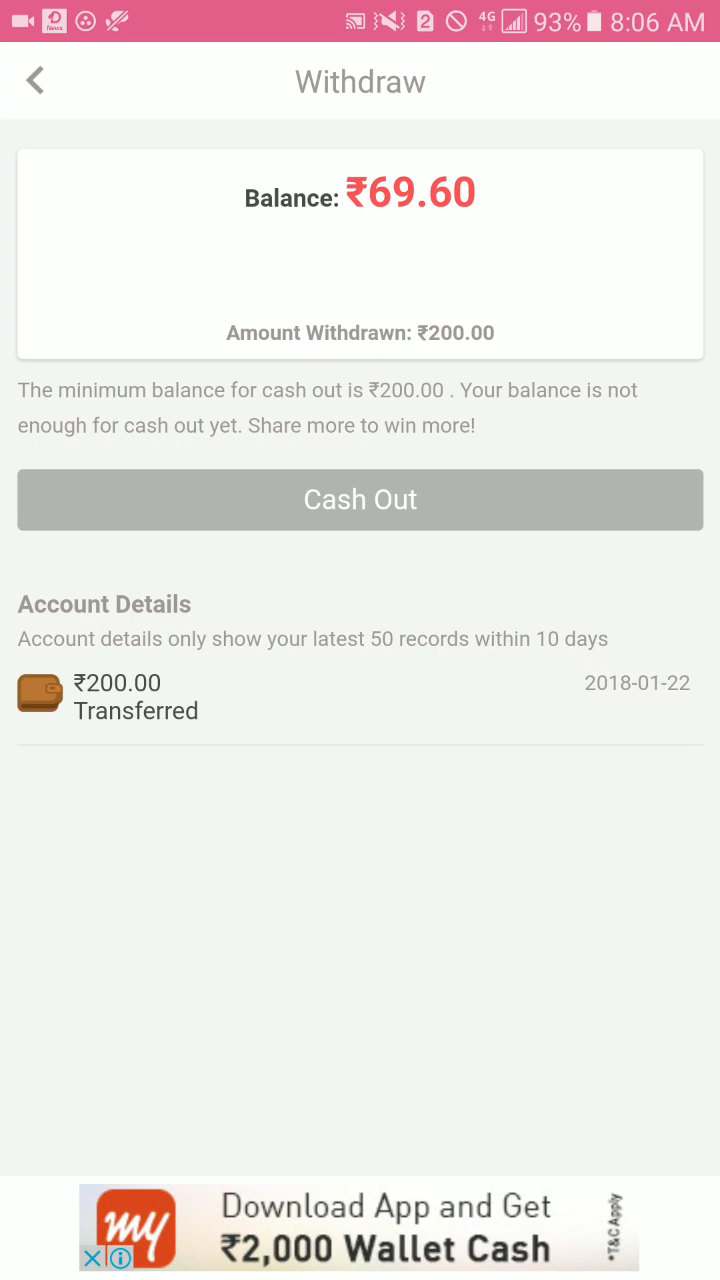 News
2
4G
93%
8:06 AM
Withdraw
Balance: ₹69.60
Amount Withdrawn: ₹200.00
The minimum balance for cash out is ₹200.00 . Your balance is not
enough for cash out yet. Share more to win more!
Cash Out
Account Details
Account details only show your latest 50 records within 10 days
₹200.00
2018-01-22
Transferred
my
Download App and Get
₹2,000 Wallet Cash
*T&C Apply